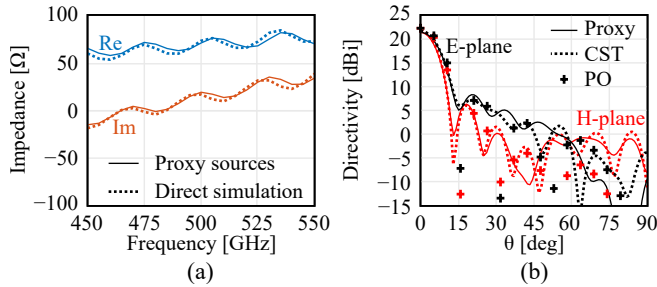 100
50
0
−50
−100
Impedance [Ω]
Re
Im
Proxy sources
Direct simulation
450
475
500
525
550
Frequency [GHz]
(a)
25
20
15
10
5
0
−5
−10
−15
Directivity [dBi]
E-plane
Proxy
CST
PO
H-plane
0
15
30
45
60
75
90
θ [deg]
(b)